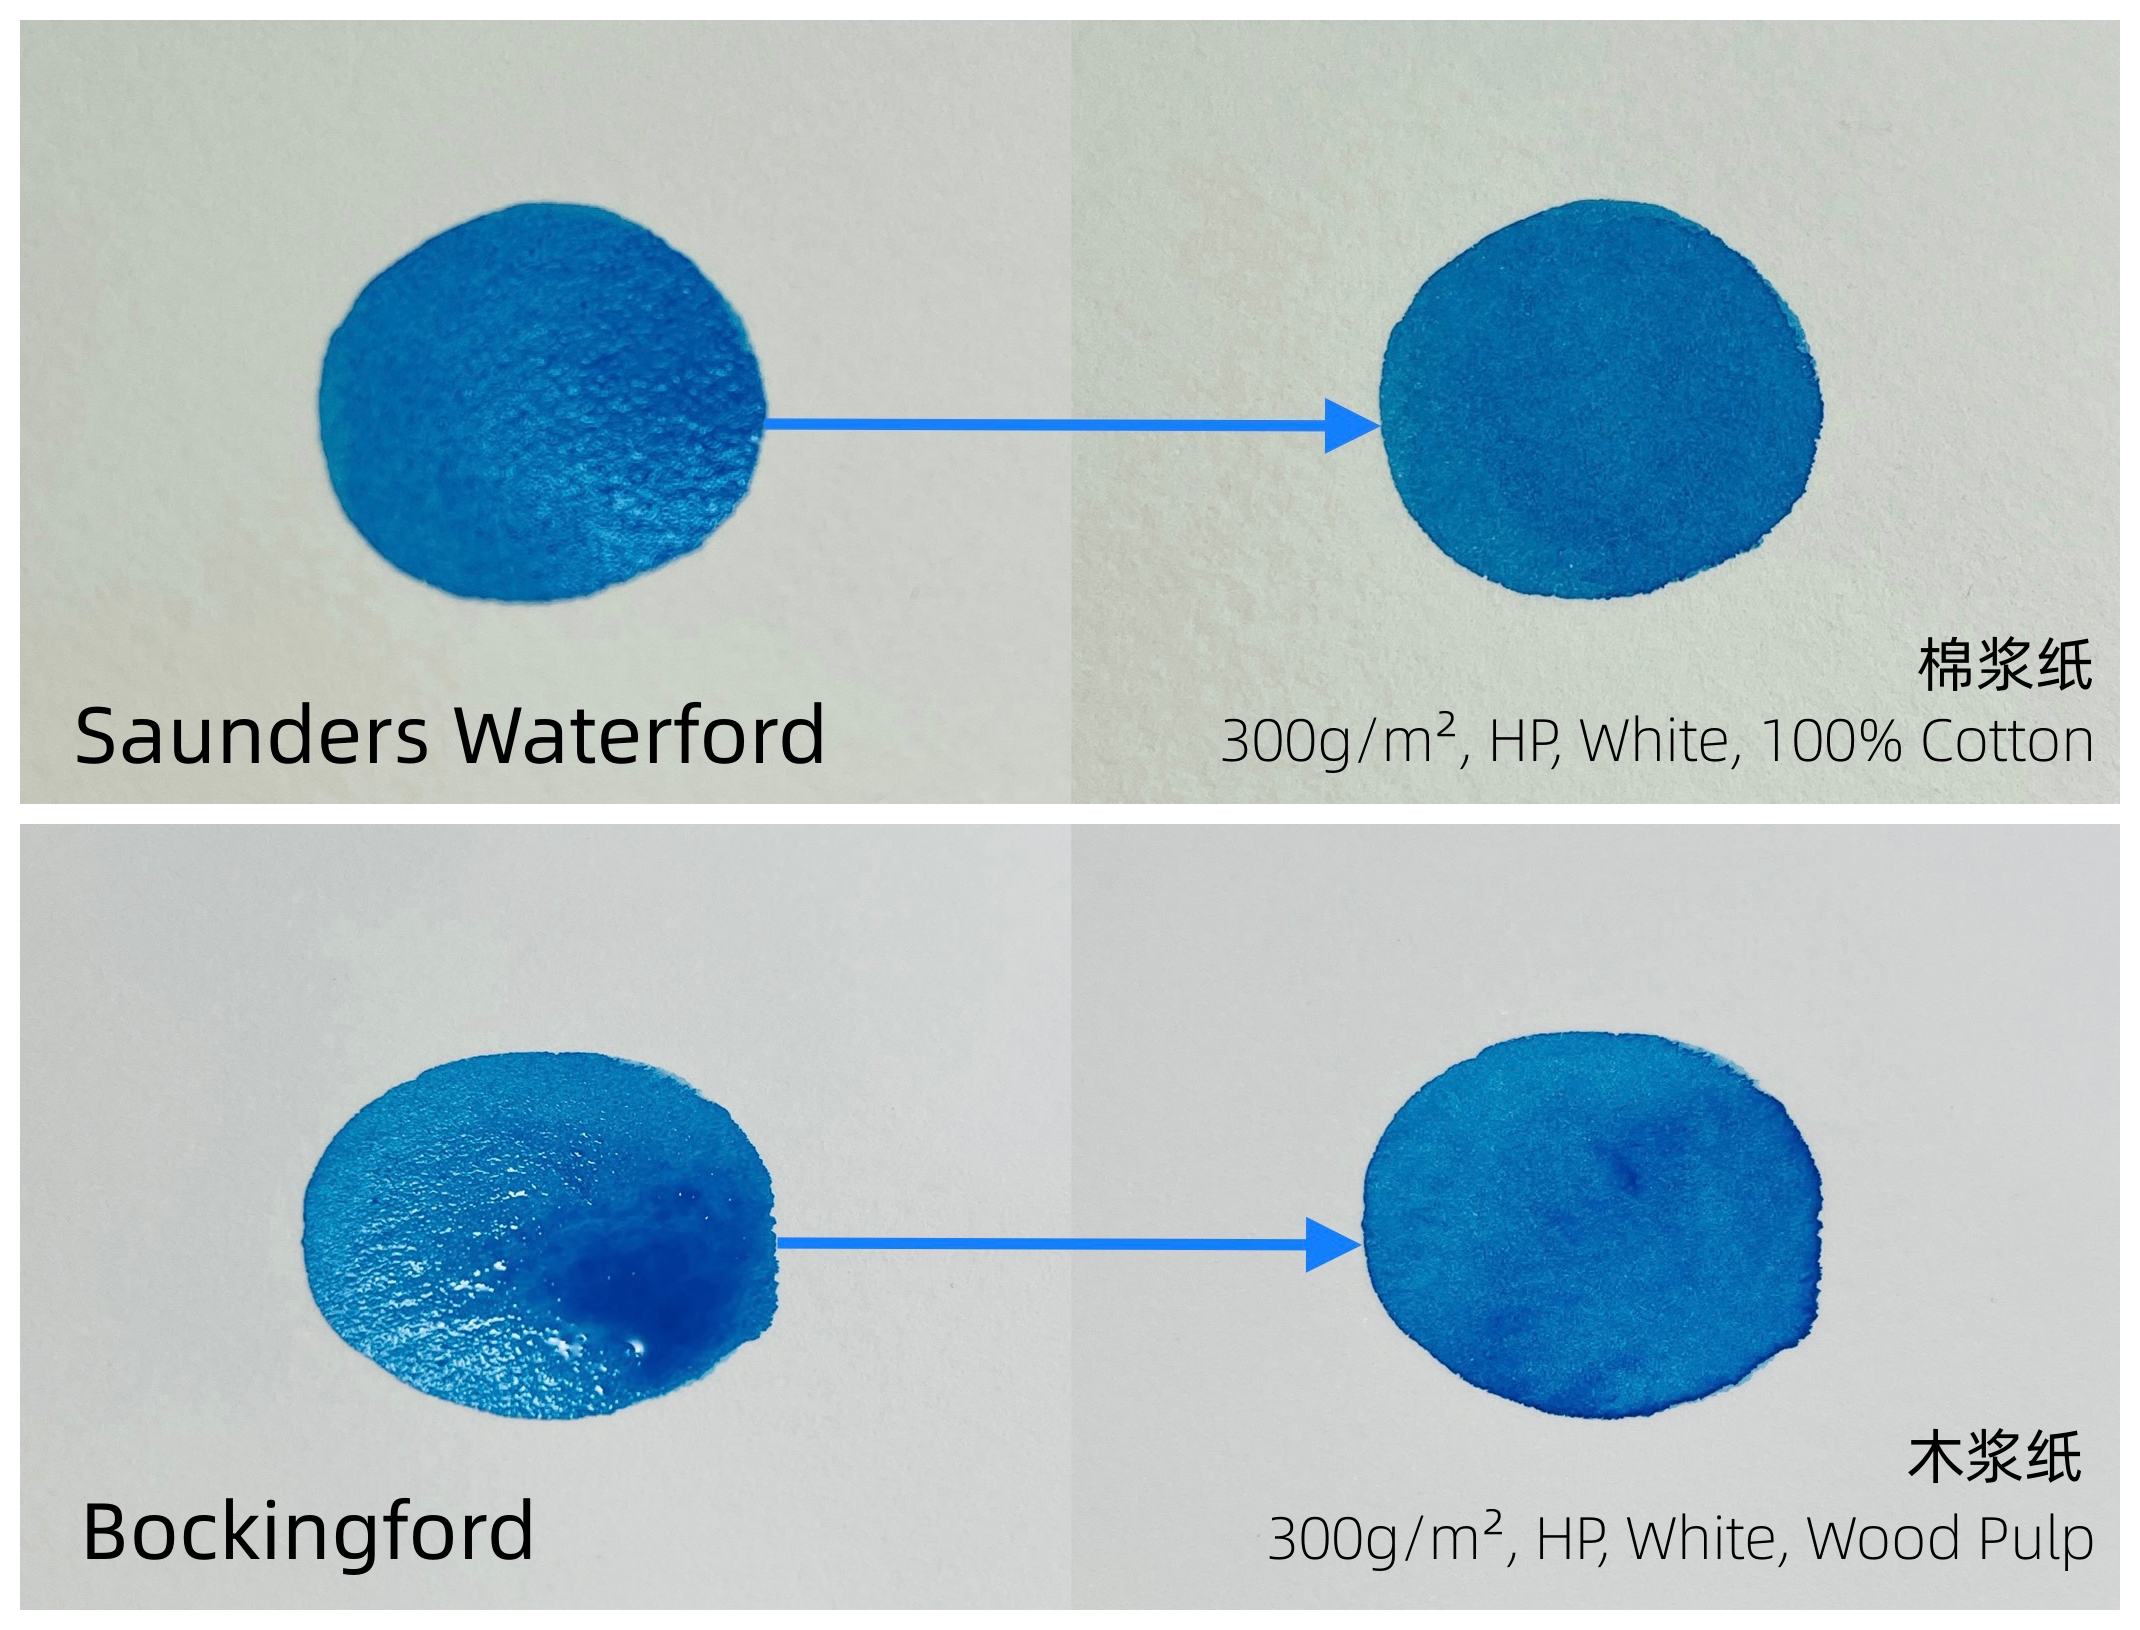 Saunders Waterford
棉浆纸
300g/m², HP, White, 100% Cotton
Bockingford
木浆纸
300g/m², HP, White, Wood Pulp